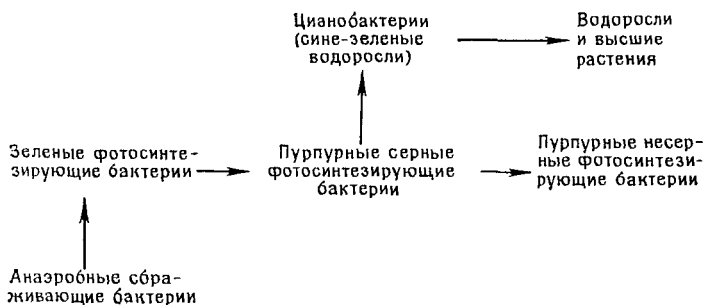 Цианобактерии
(сине-зеленые
водоросли)
Водоросли
и высшие
растения
Зеленые фотосинте-
зирующие бактерии
Пурпурные серные
фотосинтезирующие
бактерии
Пурпурные несер-
ные фотосинтези-
рующие бактерии
Анаэробные сбра-
живающие бактерии